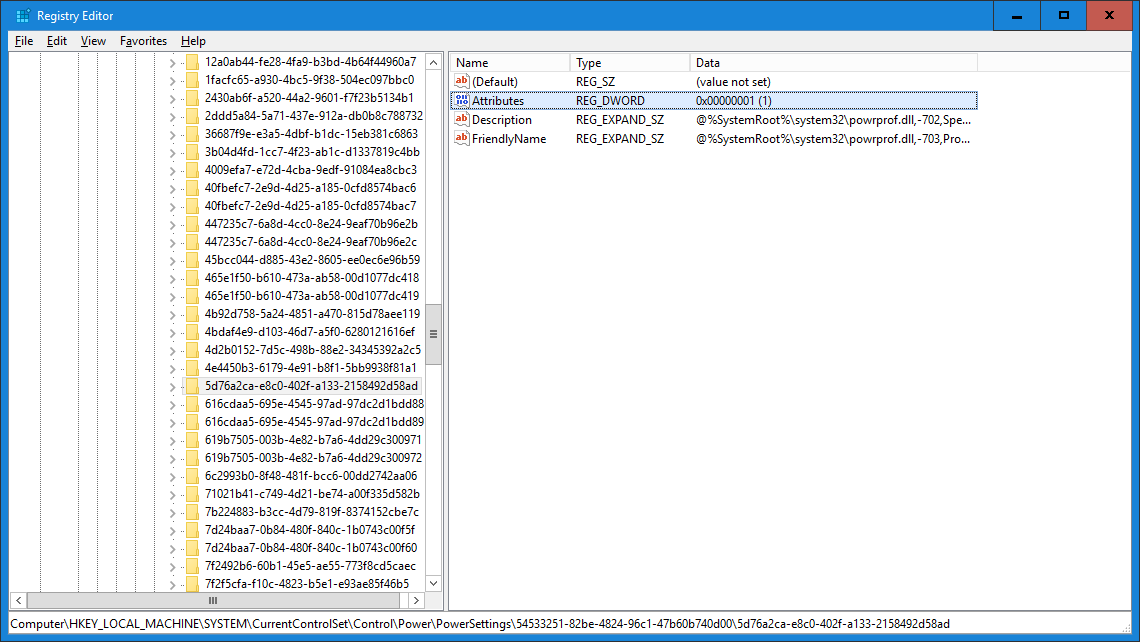 Registry Editor
File Edit View Favorites Help
12a0ab44-fe28-4fa9-b3bd-4b64f44960a7
1facfc65-a930-4bc5-9f38-504ec097bbc0
2430ab6f-a520-44a2-9601-f7f23b5134b1
2ddd5a84-5a71-437e-912a-db0b8c788732
36687f9e-e3a5-4dbf-b1dc-15eb381c6863
3b04d4fd-1cc7-4f23-ab1c-d1337819c4bb
4009efa7-e72d-4cba-9edf-91084ea8cbc3
40fbefc7-2e9d-4d25-a185-0cfd8574bac6
40fbefc7-2e9d-4d25-a185-0cfd8574bac7
447235c7-6a8d-4cc0-8e24-9eaf70b96e2b
447235c7-6a8d-4cc0-8e24-9eaf70b96e2c
45bcc044-d885-43e2-8605-ee0ec6e96b59
465e1f50-b610-473a-ab58-00d1077dc418
465e1f50-b610-473a-ab58-00d1077dc419
4b92d758-5a24-4851-a470-815d78aee119
4bdaf4e9-d103-46d7-a5f0-6280121616ef
4d2b0152-7d5c-498b-88e2-34345392a2c5
4e4450b3-6179-4e91-b8f1-5bb9938f81a1
5d76a2ca-e8c0-402f-a133-2158492d58ad
616cdaa5-695e-4545-97ad-97dc2d1bdd88
616cdaa5-695e-4545-97ad-97dc2d1bdd89
619b7505-003b-4e82-b7a6-4dd29c300971
619b7505-003b-4e82-b7a6-4dd29c300972
6c2993b0-8f48-481f-bcc6-00dd2742aa06
71021b41-c749-4d21-be74-a00f335d582b
7b224883-b3cc-4d79-819f-8374152cbe7c
7d24baa7-0b84-480f-840c-1b0743c00f5f
7d24baa7-0b84-480f-840c-1b0743c00f60
7f2492b6-60b1-45e5-ae55-773f8cd5caec
7f2f5cfa-f10c-4823-b5e1-e93ae85f46b5
Name Type Data
(Default) REG_SZ (value not set)
Attributes REG_DWORD 0x00000001 (1)
Description REG_EXPAND_SZ @%SystemRoot%\system32\powrprof.dll,-702,Spe...
FriendlyName REG_EXPAND_SZ @%SystemRoot%\system32\powrprof.dll,-703,Pro...
Computer\HKEY_LOCAL_MACHINE\SYSTEM\CurrentControlSet\Control\Power\PowerSettings\54533251-82be-4824-96c1-47b60b740d00\5d76a2ca-e8c0-402f-a133-2158492d58ad